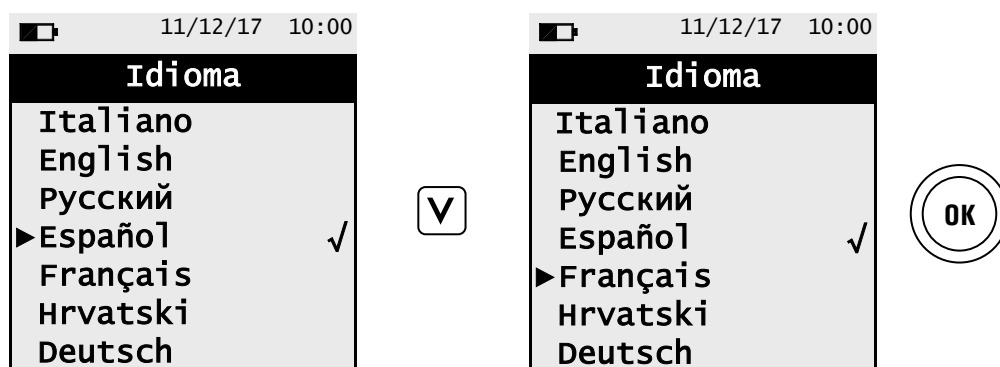 11/12/17 10:00
Idioma
Italiano
English
Русский
►Español √
Français
Hrvatski
Deutsch
V
11/12/17 10:00
Idioma
Italiano
English
Русский
Español √
►Français
Hrvatski
Deutsch
OK